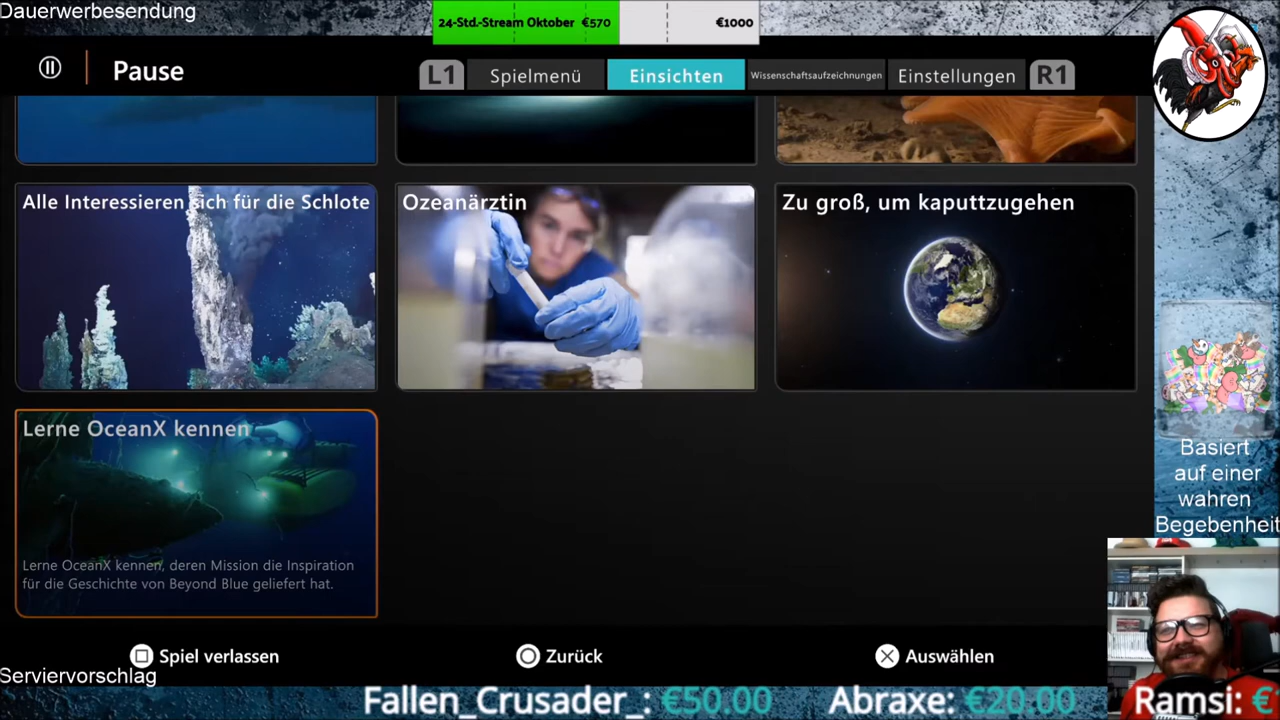 Dauerwerbesendung
24-Std.-Stream Oktober €570
€1000
Pause
L1
Spielmenü
Einsichten
Wissenschaftsaufzeichnungen
Einstellungen
R1
Alle Interessieren sich für die Schlote
Ozeanärztin
Zu groß, um kaputtzugehen
Lerne OceanX kennen
Lerne OceanX kennen, deren Mission die Inspiration
für die Geschichte von Beyond Blue geliefert hat.
Basiert
auf einer
wahren
Begebenheit
Spiel verlassen
Zurück
Auswählen
Serviervorschlag
Fallen_Crusader_: €50.00 Abraxe: €20.00 Ramsi: €